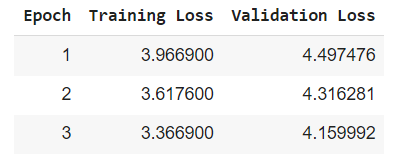 Epoch Training Loss Validation Loss
1 3.966900 4.497476
2 3.617600 4.316281
3 3.366900 4.159992